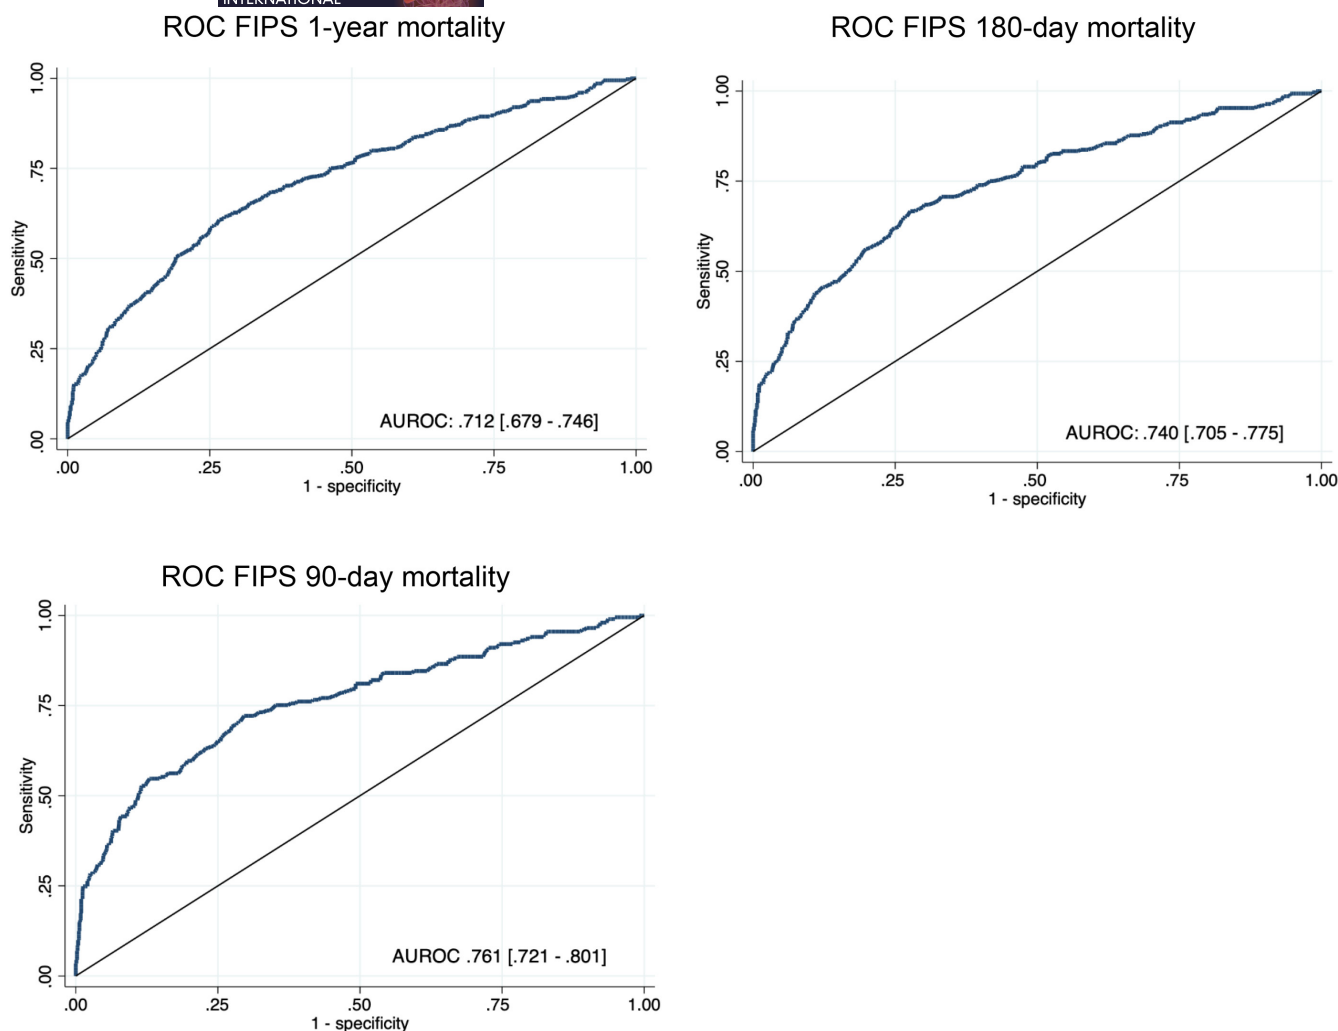 INTERNATIONAL
ROC FIPS 1-year mortality
1.00
.75
.50
.25
.00
Sensitivity
AUROC: .712 [.679 - .746]
.00 .25 .50 .75 1.00
1 - specificity
ROC FIPS 180-day mortality
1.00
.75
.50
.25
.00
Sensitivity
AUROC: .740 [.705 - .775]
.00 .25 .50 .75 1.00
1 - specificity
ROC FIPS 90-day mortality
1.00
.75
.50
.25
.00
Sensitivity
AUROC .761 [.721 - .801]
.00 .25 .50 .75 1.00
1 - specificity